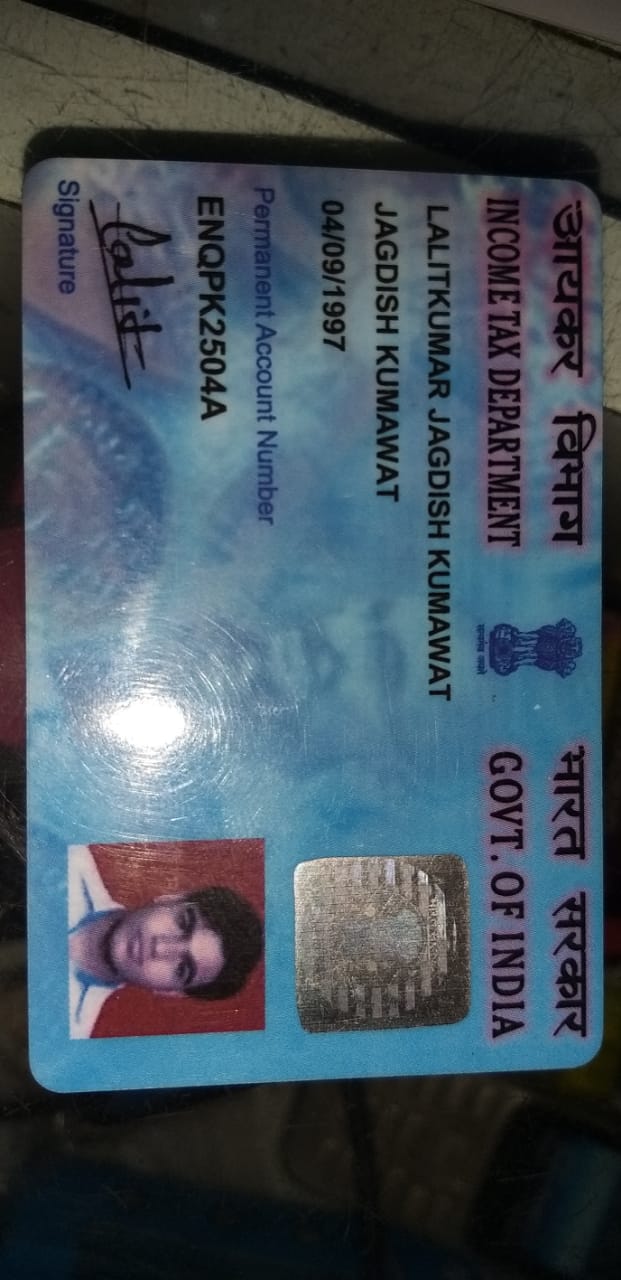 आयकर विभाग
INCOME TAX DEPARTMENT
भारत सरकार
GOVT. OF INDIA
सत्यमेव जयते
LALITKUMAR JAGDISH KUMAWAT
JAGDISH KUMAWAT
04/09/1997
Permanent Account Number
ENQPK2504A
Lalit
Signature